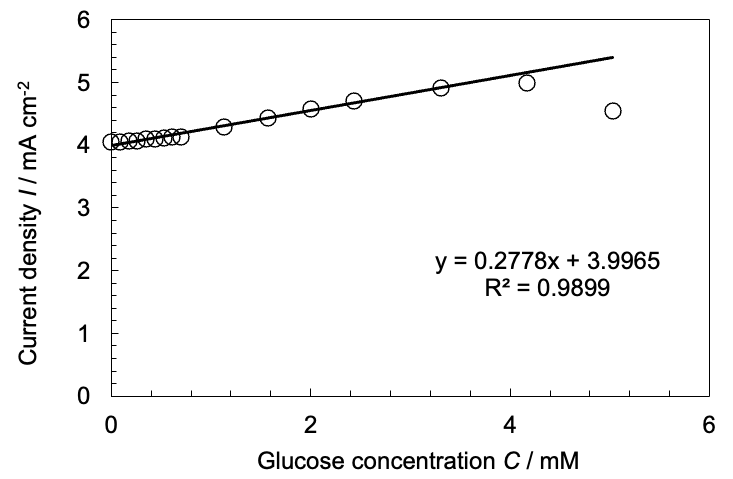 6
5
4
3
2
1
0
Current density I / mA cm-2
y = 0.2778x + 3.9965
R² = 0.9899
0 2 4 6
Glucose concentration C / mM